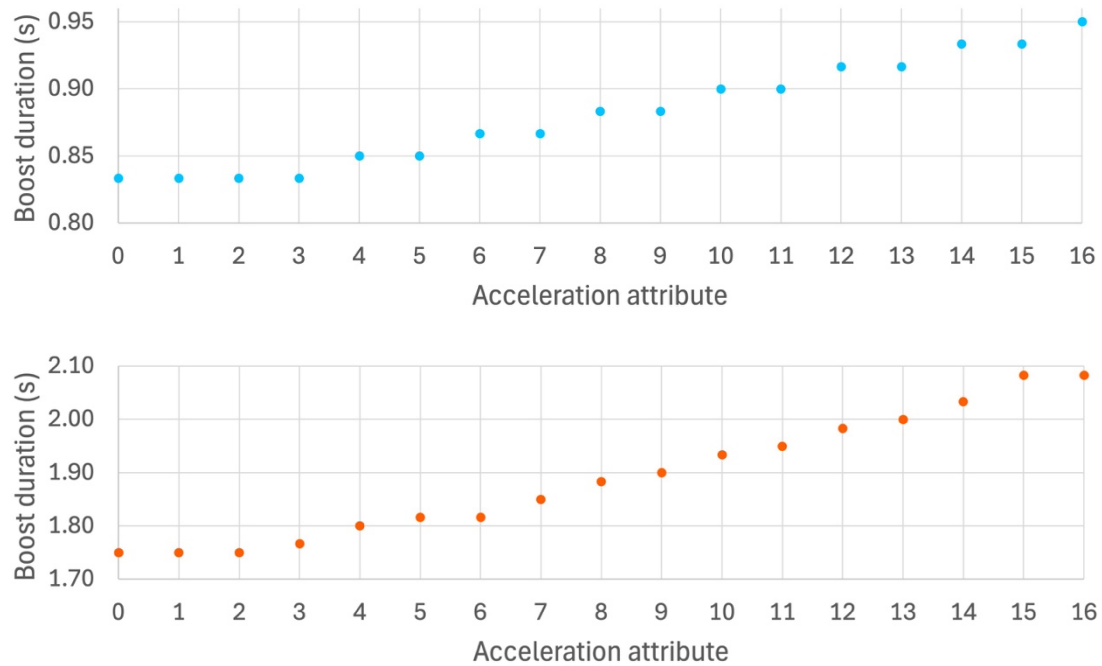 Boost duration (s)
0.95
0.90
0.85
0.80
0 1 2 3 4 5 6 7 8 9 10 11 12 13 14 15 16
Acceleration attribute
Boost duration (s)
2.10
2.00
1.90
1.80
1.70
0 1 2 3 4 5 6 7 8 9 10 11 12 13 14 15 16
Acceleration attribute